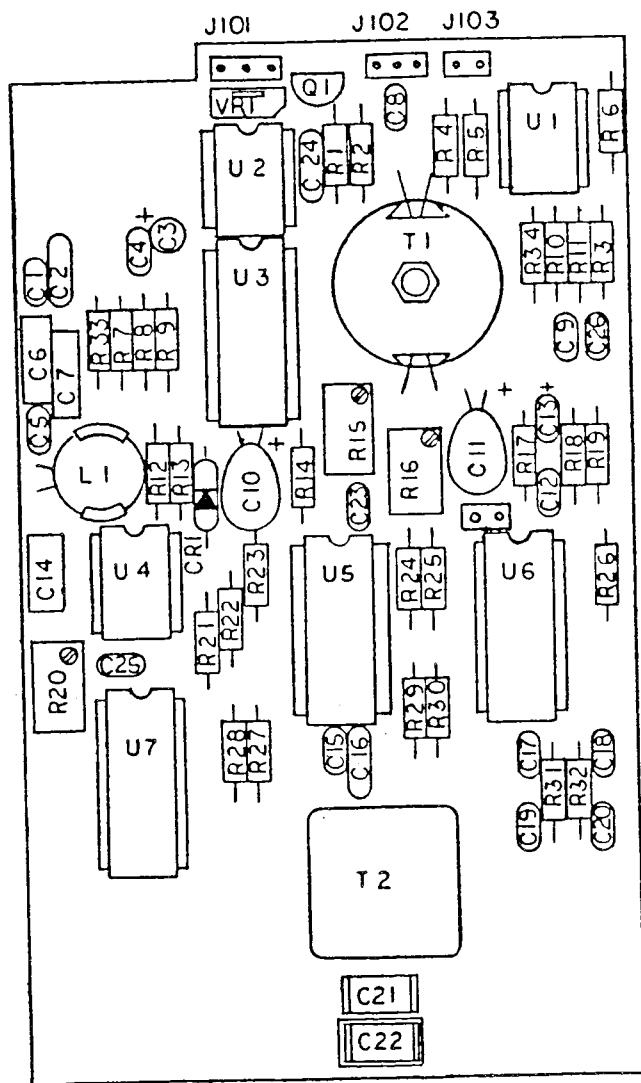 J101 J102 J103
VR1 Q1 C8 R4 R5 U1 R6
U2 C24 R1 R2
+ C4 C3 T1 R34 R10 R11 R3
C1 C2 U3
C6 C7 R33 R7 R8 R9 C9 C26
C5 + R15 + C13 +
L1 R12 R13 C10 R14 R16 C11 R17 R18 R19
C23 C12
C14 U4 CR1 R23 U5 R24 R25 U6 R26
R21 R22
R20 C25
R29 R30
U7 R28 R27 C15 C16 C17 C18
R31 R32
C19 C20
T2
C21
C22